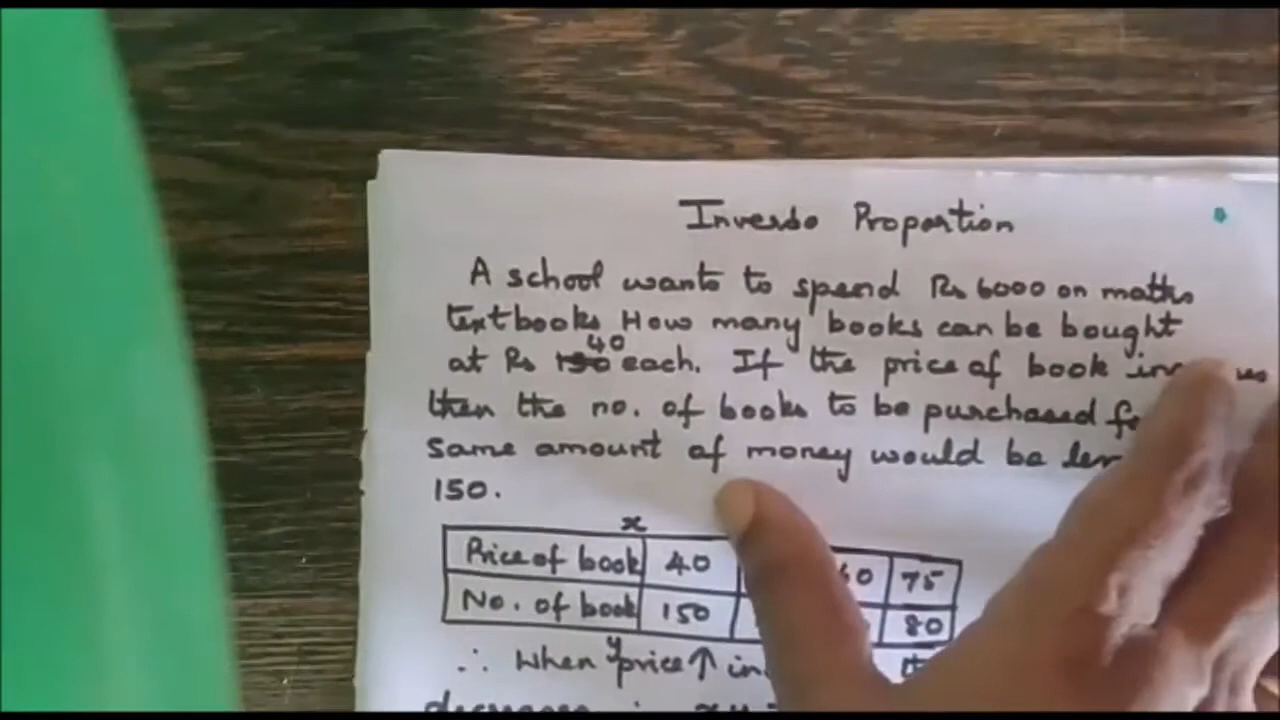 Inverse Proportion
A school wants to spend Rs 6000 on maths
textbooks. How many books can be bought
40
at Rs 150 each. If the price of book
then the no. of books to be purchased
same amount of money would be
150.
x
Price of book 40 75
No. of book 150 80
y
∴ When price ↑